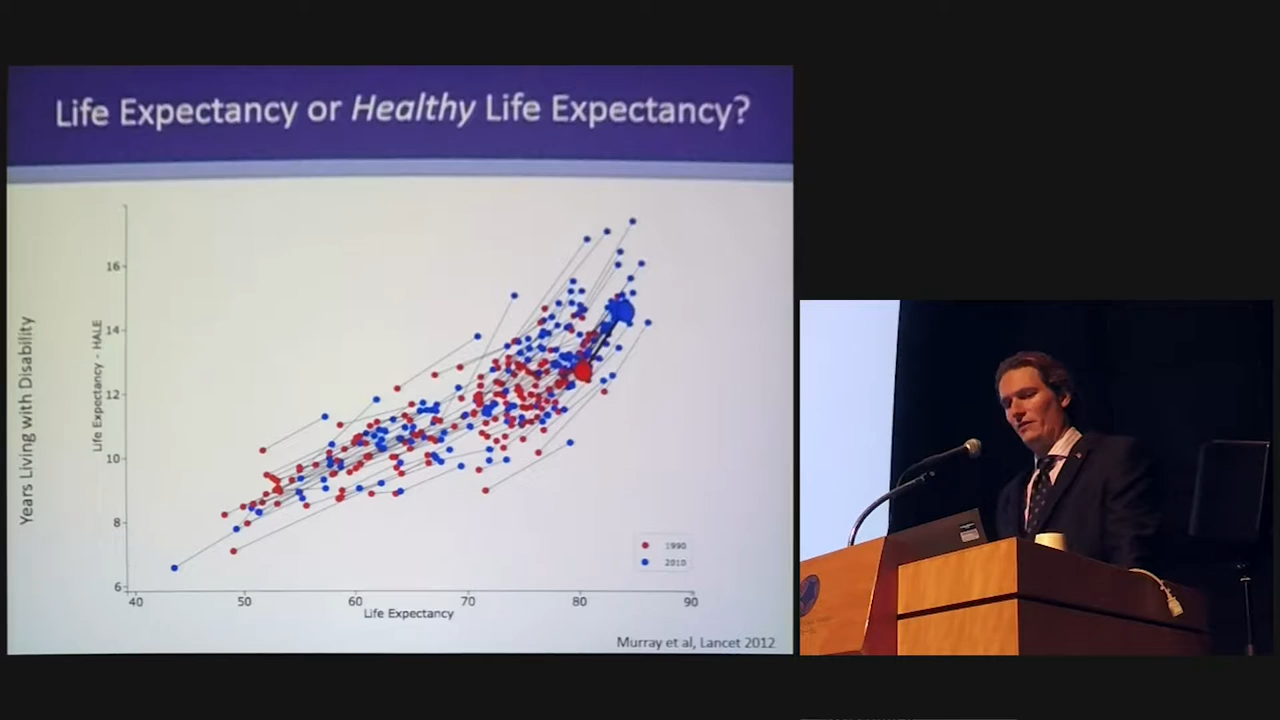 Life Expectancy or Healthy Life Expectancy?
Years Living with Disability
Life Expectancy - HALE
16
14
12
10
8
6
40 50 60 70 80 90
Life Expectancy
1990
2010
Murray et al, Lancet 2012